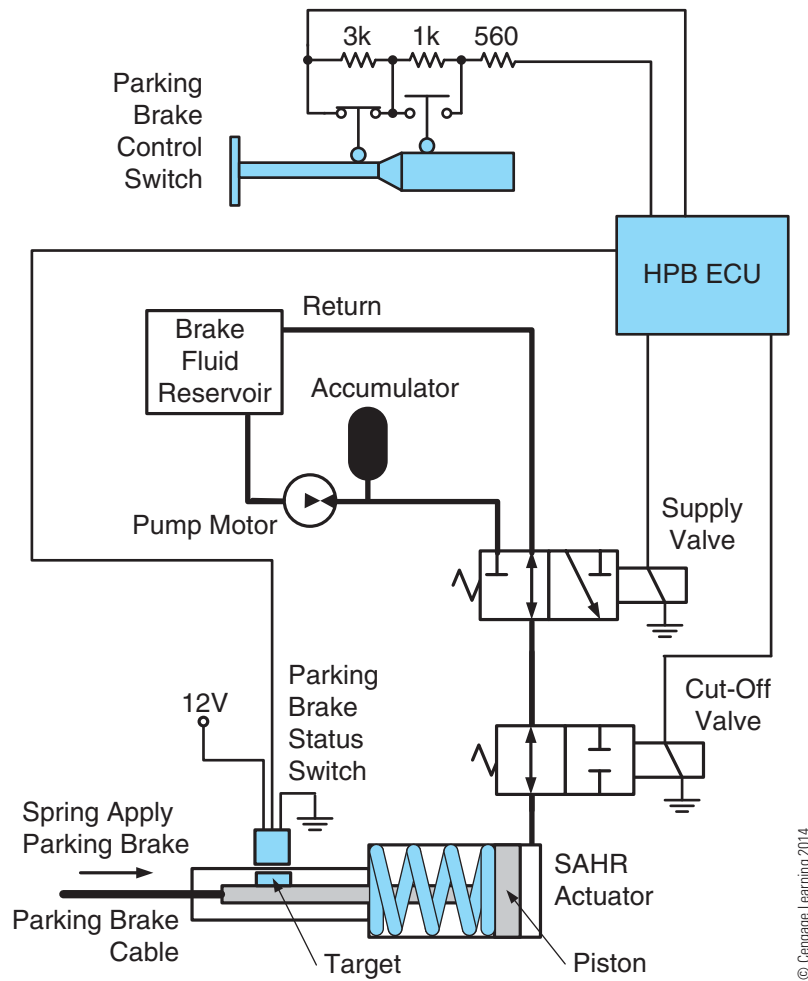 3k
1k
560
Parking
Brake
Control
Switch
HPB ECU
Return
Brake
Fluid
Reservoir
Accumulator
Pump Motor
Supply
Valve
Parking
Brake
Status
Switch
12V
Cut-Off
Valve
Spring Apply
Parking Brake
SAHR
Actuator
Parking Brake
Cable
Target
Piston
© Cengage Learning 2014